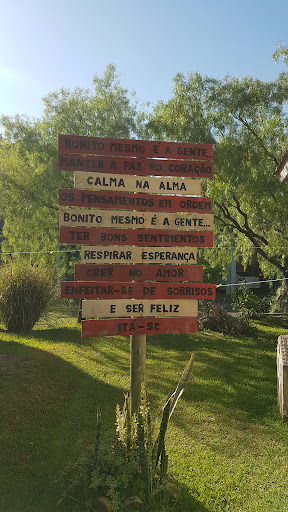 BONITO MESMO É A GENTE
MANTER A PAZ NO CORAÇÃO
CALMA NA ALMA
OS PENSAMENTOS EM ORDEM
BONITO MESMO É A GENTE...
TER BONS SENTIMENTOS
RESPIRAR ESPERANÇA
CRER NO AMOR
ENFEITAR-SE DE SORRISOS
E SER FELIZ
ITÁ-SC